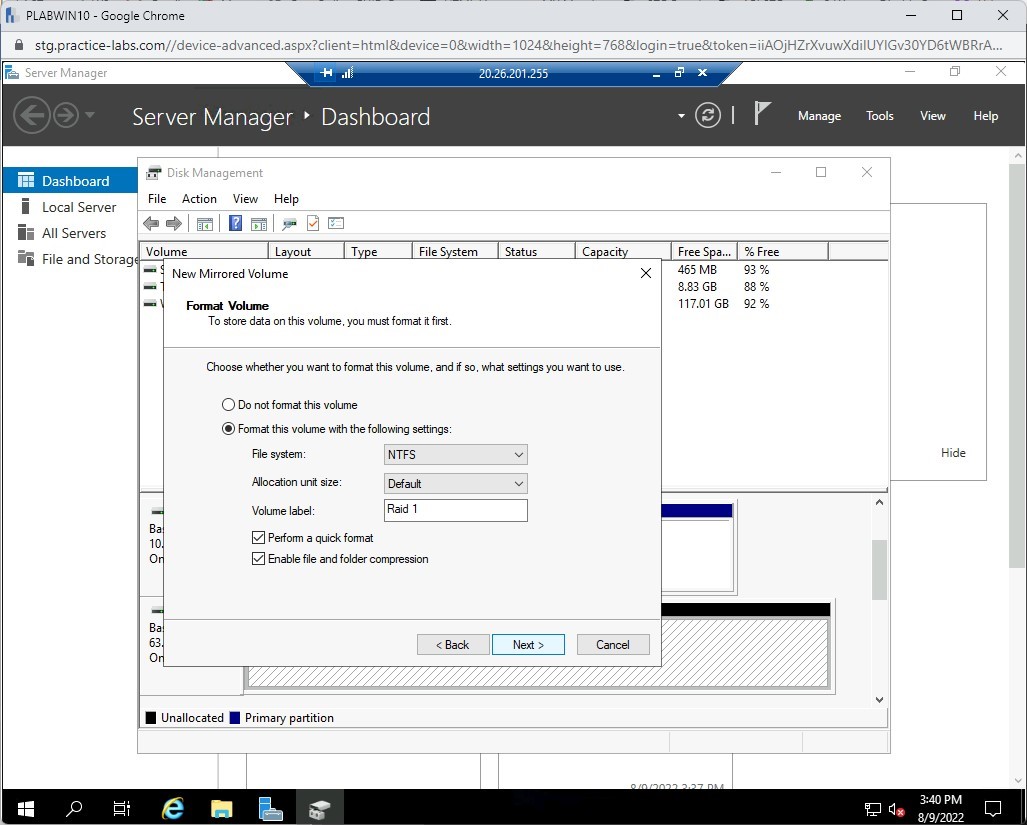 PLABWIN10 - Google Chrome
stg.practice-labs.com//device-advanced.aspx?client=html&device=0&width=1024&height=768&login=true&token=iiAOjHZrXvuwXdiIUYIGv30YD6tWBRrA...
Server Manager
20.26.201.255
Server Manager
Dashboard
Manage
Tools
View
Help
Dashboard
Local Server
All Servers
File and Storage
Disk Management
File
Action
View
Help
Volume
Layout
Type
File System
Status
Capacity
Free Spa...
% Free
465 MB
93 %
8.83 GB
88 %
117.01 GB
92 %
New Mirrored Volume
Format Volume
To store data on this volume, you must format it first.
Choose whether you want to format this volume, and if so, what settings you want to use.
Do not format this volume
Format this volume with the following settings:
File system:
NTFS
Allocation unit size:
Default
Volume label:
Raid 1
Perform a quick format
Enable file and folder compression
< Back
Next >
Cancel
Hide
Bas
10.
On
Bas
63.
On
Unallocated
Primary partition
8/9/2022 3:37 PM
3:40 PM
8/9/2022